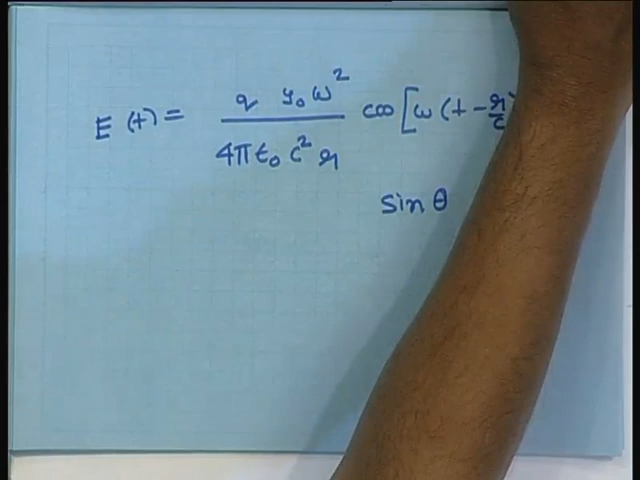 E (t) = q y₀ ω² / 4π ε₀ c² r cos [ω (t - r/c)
sin θ